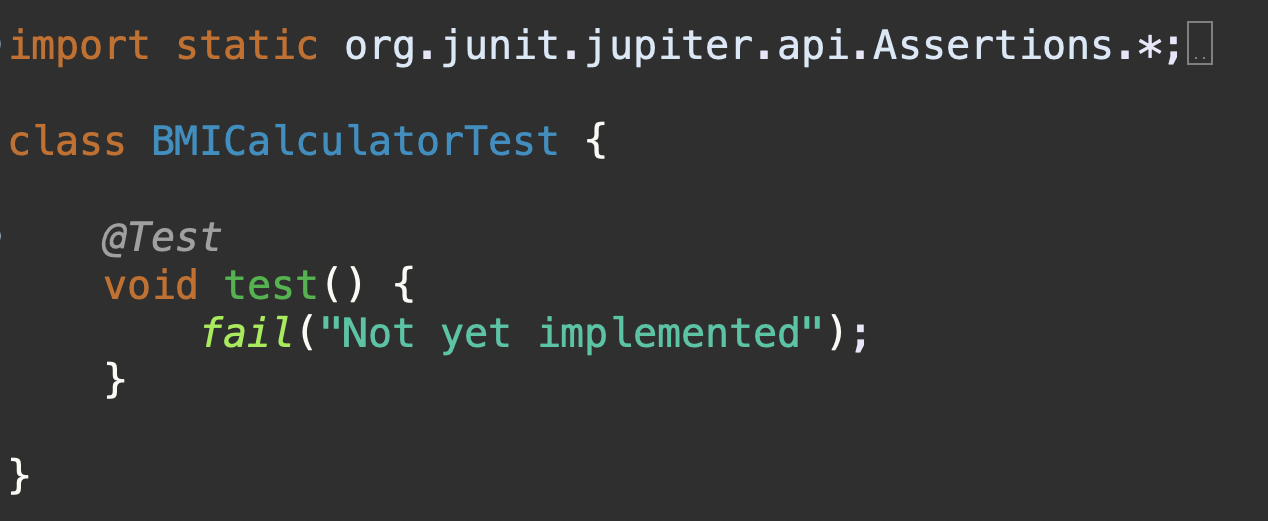 import static org.junit.jupiter.api.Assertions.*;
class BMICalculatorTest {
@Test
void test() {
fail("Not yet implemented");
}
}